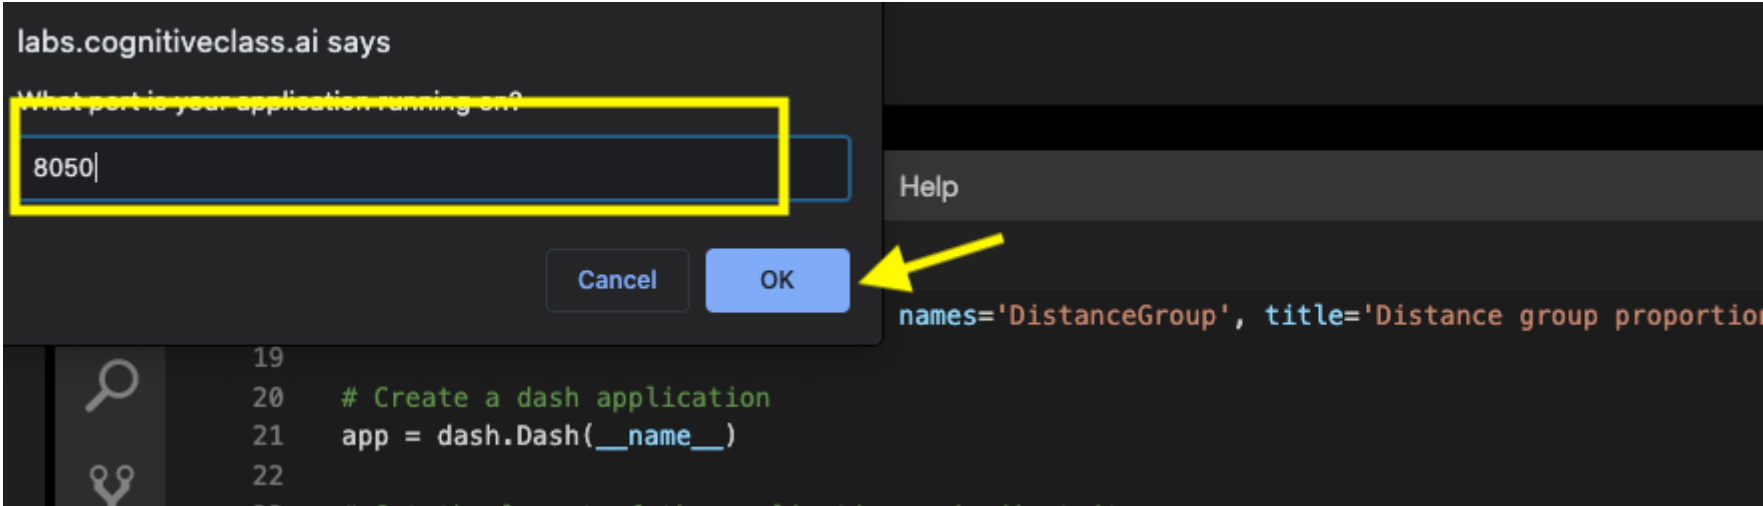 labs.cognitiveclass.ai says
What port is your application running on?
8050
Cancel
OK
Help
names='DistanceGroup', title='Distance group proportion
19
20 # Create a dash application
21 app = dash.Dash(__name__)
22